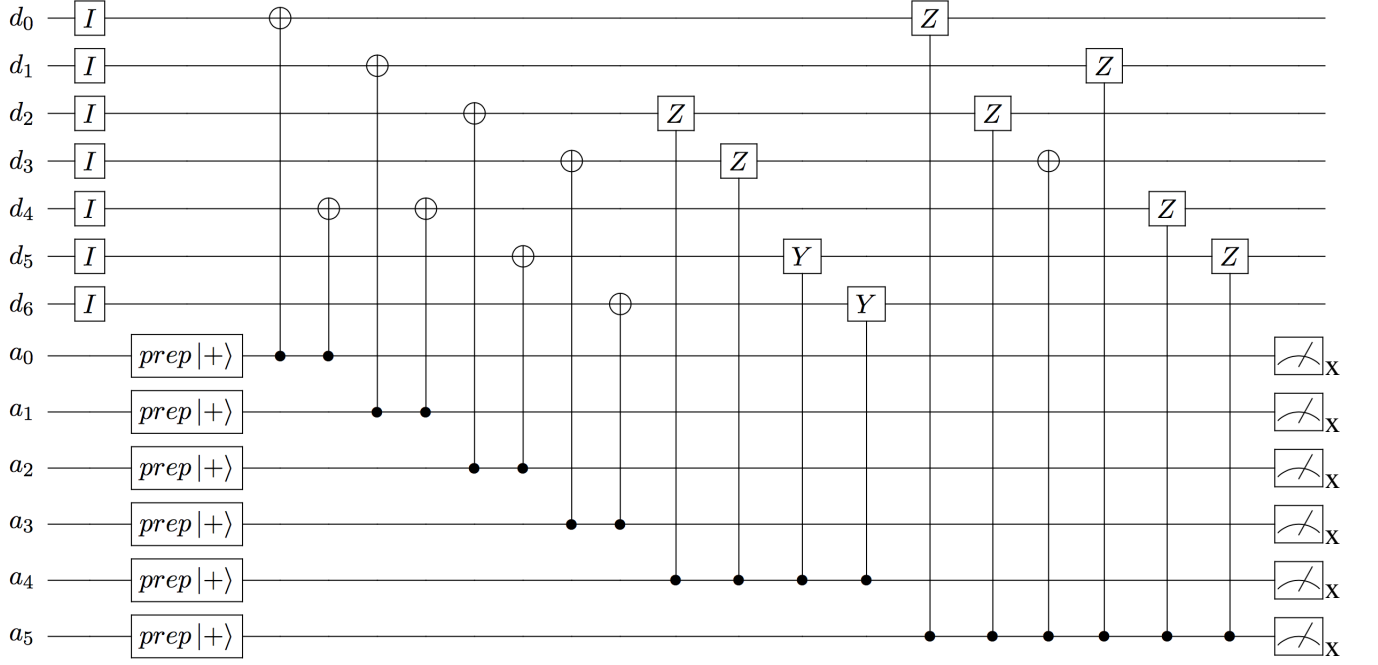 d₀ I Z
d₁ I Z
d₂ I Z Z
d₃ I Z
d₄ I Z
d₅ I Y Z
d₆ I Y
a₀ prep |+⟩ X
a₁ prep |+⟩ X
a₂ prep |+⟩ X
a₃ prep |+⟩ X
a₄ prep |+⟩ X
a₅ prep |+⟩ X